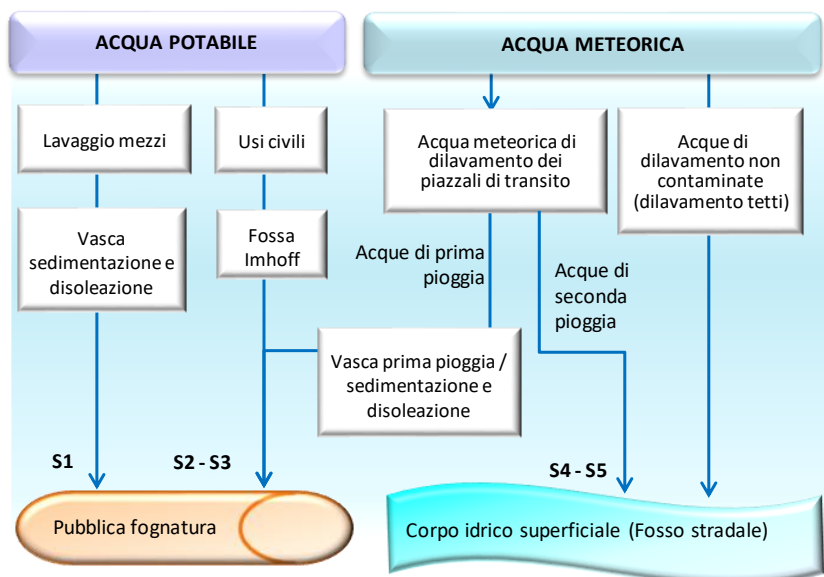 ACQUA POTABILE
ACQUA METEORICA
Lavaggio mezzi
Usi civili
Acqua meteorica di
dilavamento dei
piazzali di transito
Acque di
dilavamento non
contaminate
(dilavamento tetti)
Vasca
sedimentazione e
disoleazione
Fossa
Imhoff
Acque di prima
pioggia
Acque di
seconda
pioggia
Vasca prima pioggia /
sedimentazione e
disoleazione
S1
S2 - S3
S4 - S5
Pubblica fognatura
Corpo idrico superficiale (Fosso stradale)